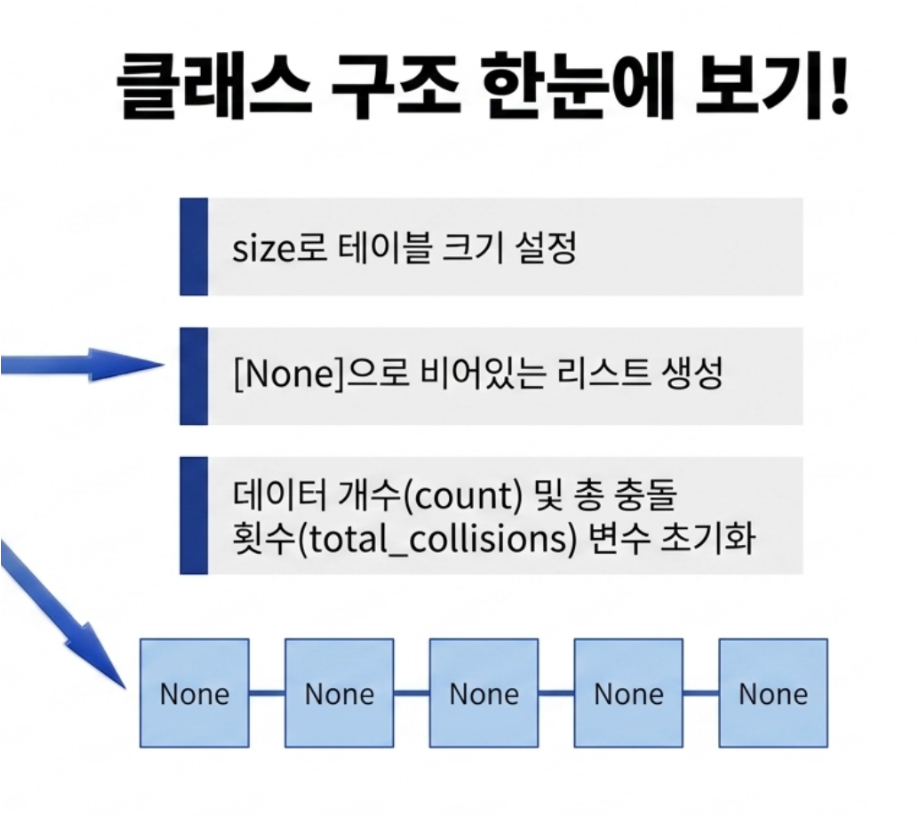 클래스 구조 한눈에 보기!
size로 테이블 크기 설정
[None]으로 비어있는 리스트 생성
데이터 개수(count) 및 총 충돌
횟수(total_collisions) 변수 초기화
None None None None None